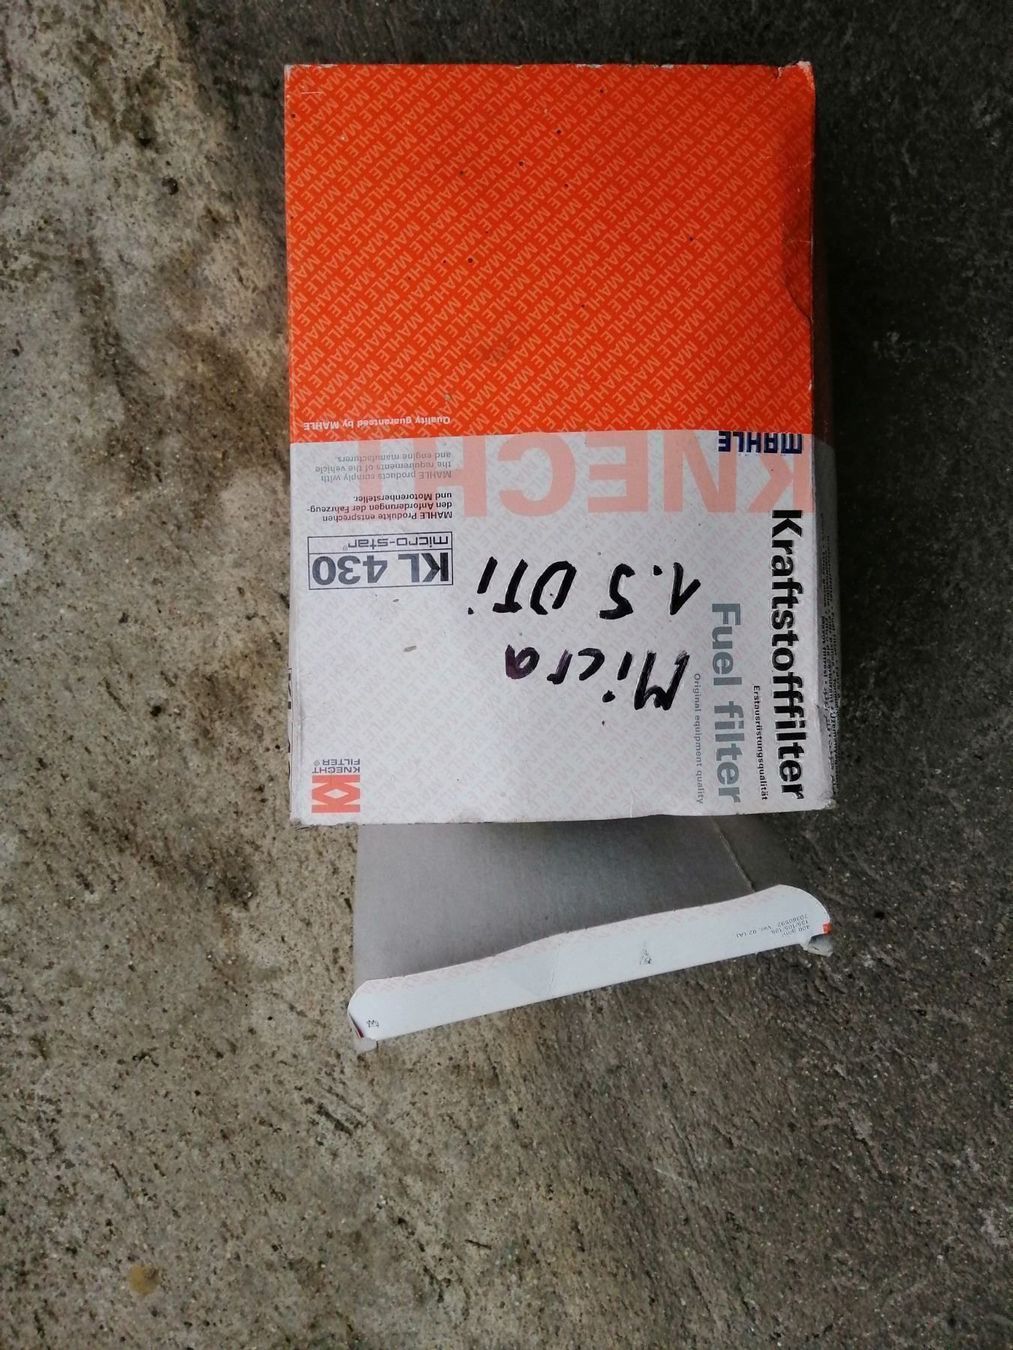 Quality guaranteed by MAHLE
MAHLE
KNECHT
MAHLE products comply with
the requirements of the vehicle
and engine manufacturers
MAHLE Produkte entsprechen
den Anforderungen der Fahrzeug-
und Motorenhersteller.
KL 430
micro-star®
Kraftstofffilter
Erstausrüstungsqualität
Fuel filter
Original equipment quality
Micra
1.5 DTi
KNECHT
FILTER®